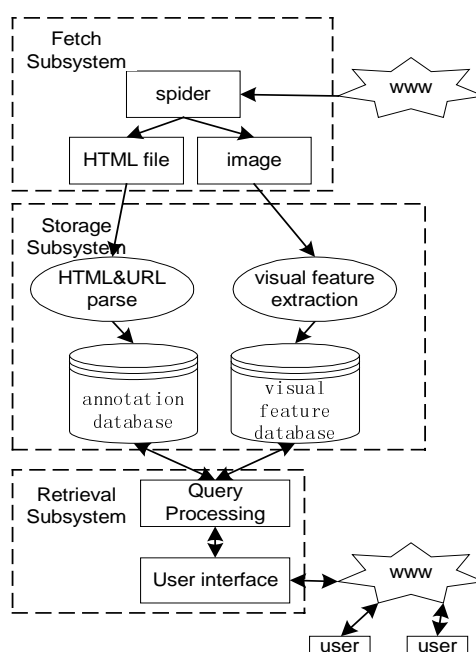 Fetch
Subsystem
spider
www
HTML file
image
Storage
Subsystem
HTML&URL
parse
visual feature
extraction
annotation
database
visual
feature
database
Retrieval
Subsystem
Query
Processing
User interface
www
user
user